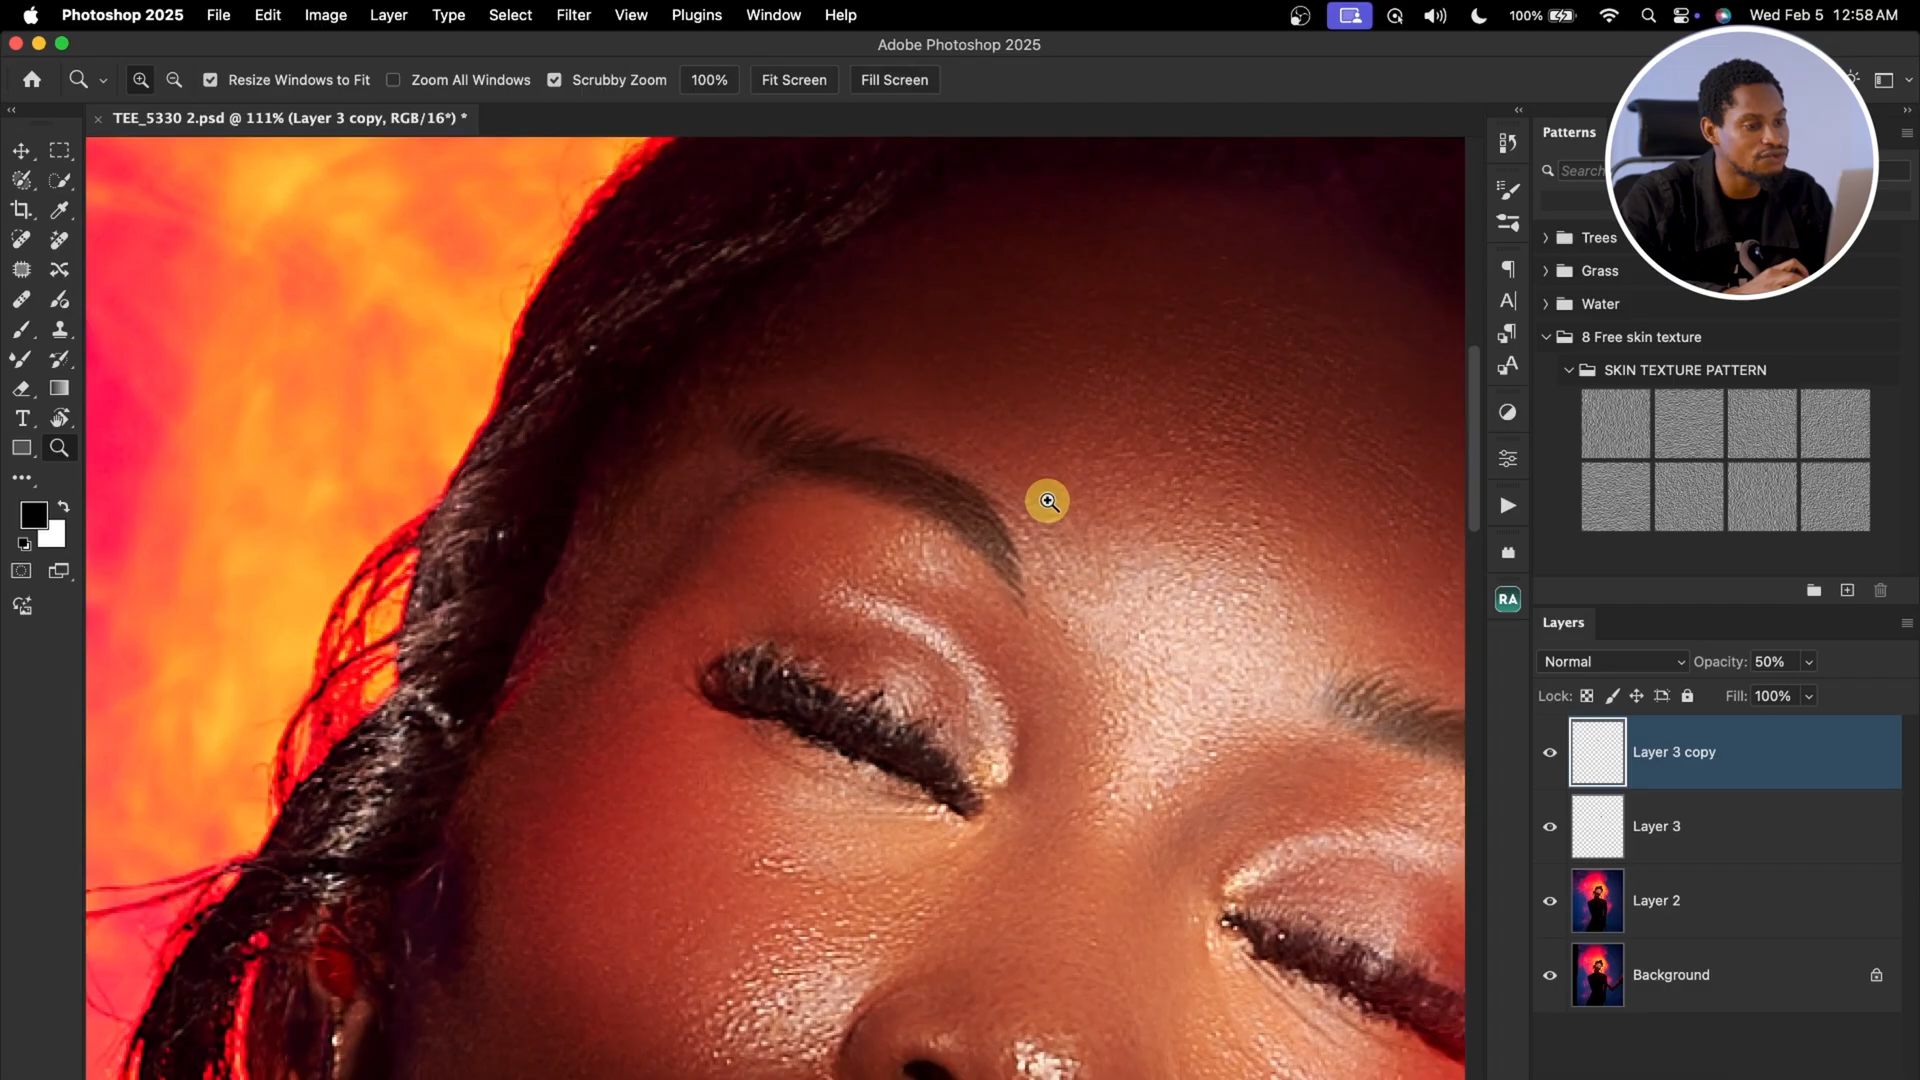 Photoshop 2025 File Edit Image Layer Type Select Filter View Plugins Window Help 100% Wed Feb 5 12:58 AM
Adobe Photoshop 2025
Resize Windows to Fit Zoom All Windows Scrubby Zoom 100% Fit Screen Fill Screen
TEE_5330 2.psd @ 111% (Layer 3 copy, RGB/16*) *
Patterns
Search
Trees
Grass
Water
8 Free skin texture
SKIN TEXTURE PATTERN
RA
Layers
Normal Opacity: 50%
Lock: Fill: 100%
Layer 3 copy
Layer 3
Layer 2
Background